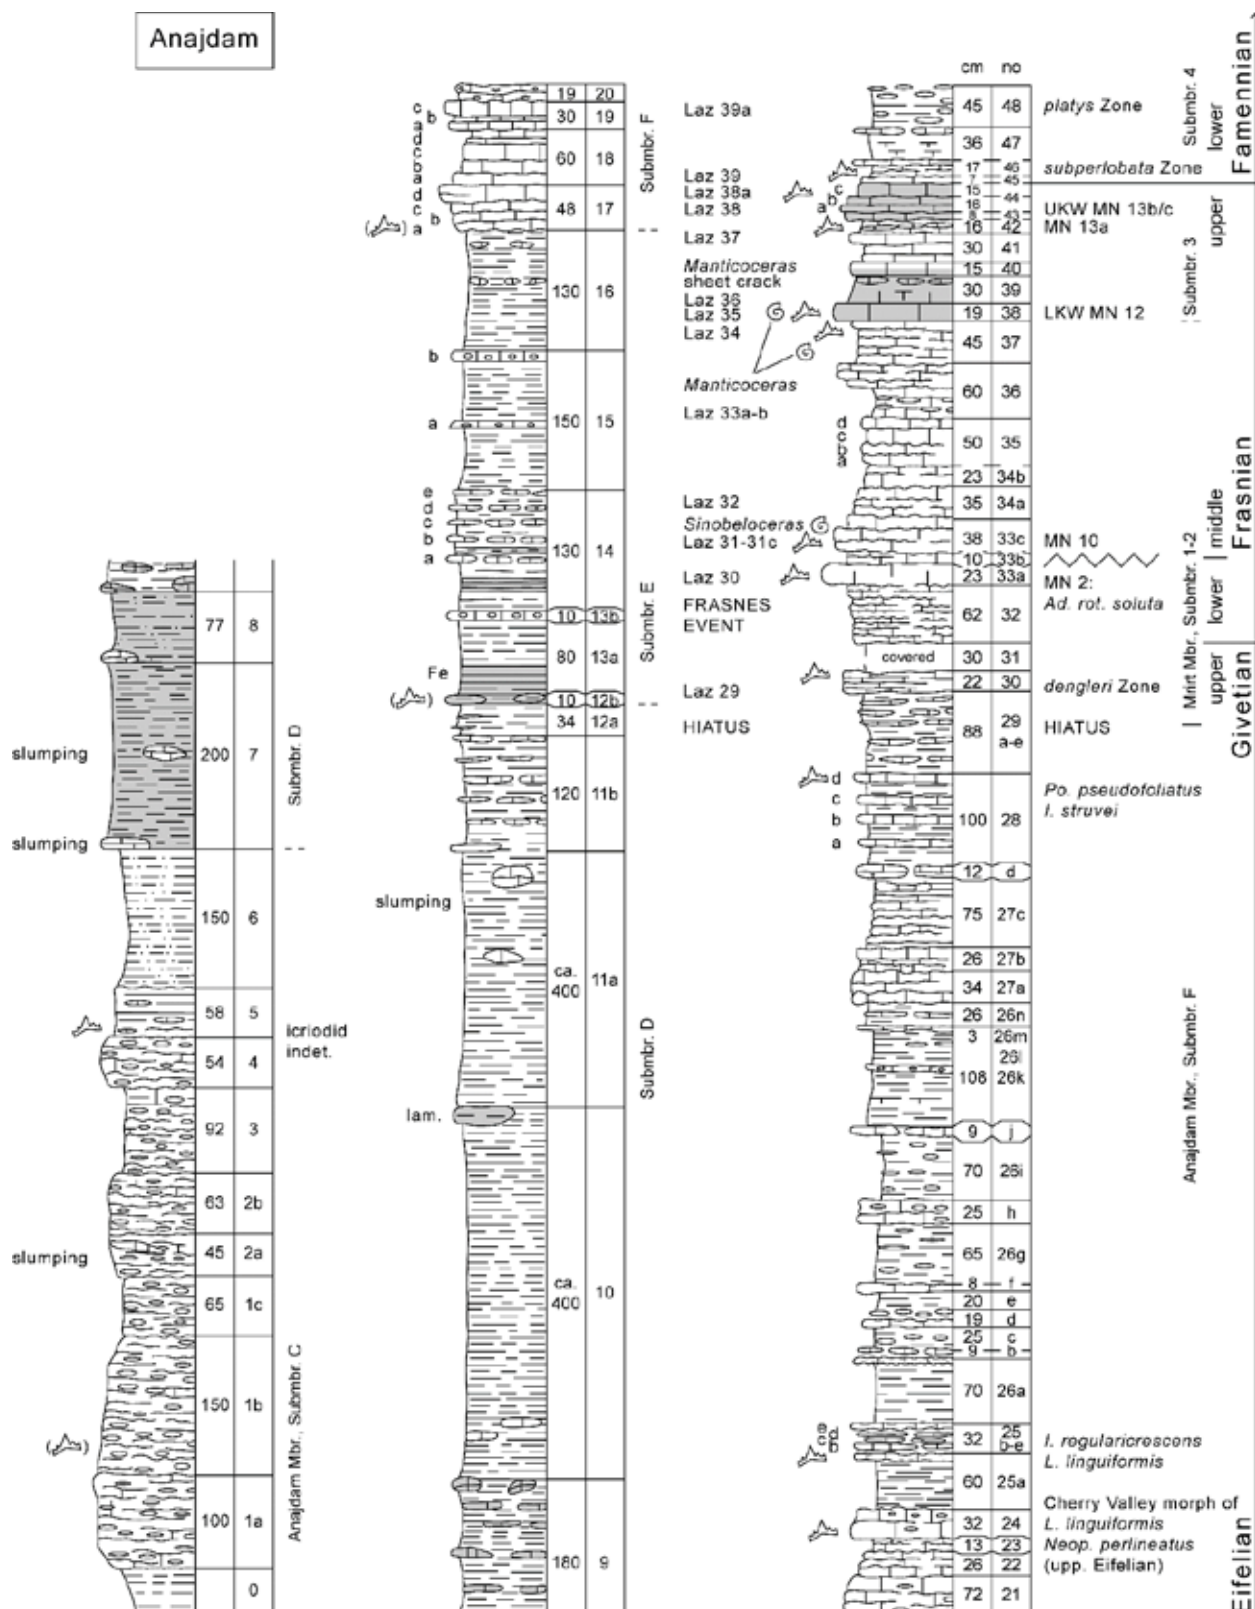 Anajdam
77 8
slumping 200 7
Submbr. D
slumping
150 6
58 5
icriodid
indet.
54 4
92 3
63 2b
slumping 45 2a
65 1c
150 1b
Anajdam Mbr., Submbr. C
100 1a
0
19 20
c
b 30 19
a
d
c 60 18
b
a
d
c 48 17
b
a
Submbr. F
130 16
b
a 150 15
e
d
c
b 130 14
a
10 13b
80 13a
Fe
Submbr. E
10 12b
34 12a
120 11b
slumping
ca.
400 11a
Submbr. D
lam.
ca.
400 10
180 9
cm no
Laz 39a 45 48 platys Zone
36 47
17 46 subperlobata Zone
Laz 39 7 45
Laz 38a c 15 44
Laz 38 b 16
a 8 43 UKW MN 13b/c
16 42 MN 13a
Laz 37
30 41
Manticoceras
sheet crack
15 40
30 39
Laz 36
Laz 35 19 38 LKW MN 12
Laz 34 45 37
Manticoceras 60 36
Laz 33a-b
d
c
b
a 50 35
23 34b
Laz 32 35 34a
Sinobeloceras
Laz 31-31c 38 33c MN 10
10 33b
Laz 30 23 33a MN 2:
Ad. rot. soluta
FRASNES
EVENT
62 32
covered 30 31
Laz 29 22 30 dengleri Zone
HIATUS 88 29
a-e HIATUS
d
c
b
a 100 28
Po. pseudofoliatus
I. struvei
12 d
75 27c
26 27b
34 27a
26 26n
3 26m
26l
108 26k
9 j
70 26i
25 h
65 26g
8 f
20 e
19 d
25 c
9 b
70 26a
e
d
c
b 32 25
b-e
I. regularicrescens
L. linguiformis
60 25a
Cherry Valley morph of
32 24 L. linguiformis
13 23 Neop. perlineatus
26 22 (upp. Eifelian)
72 21
Submbr. 4
lower
Famennian
Submbr. 3
upper
Frasnian
middle
lower
Mrirt Mbr., Submbr. 1-2
upper
Givetian
Anajdam Mbr., Submbr. F
Eifelian